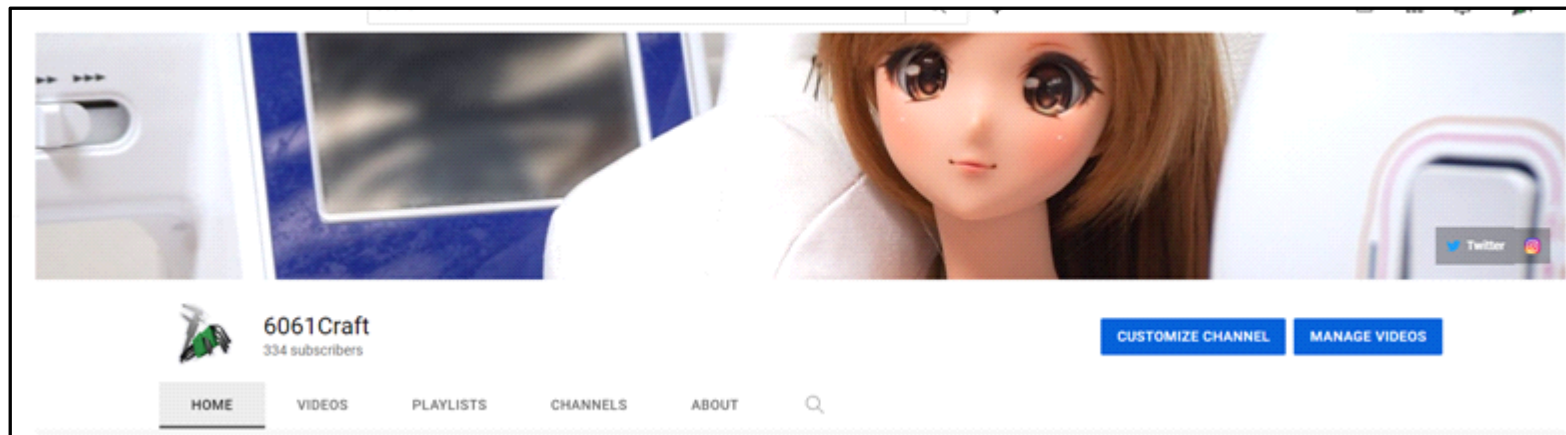 Twitter
6061Craft
334 subscribers
CUSTOMIZE CHANNEL
MANAGE VIDEOS
HOME
VIDEOS
PLAYLISTS
CHANNELS
ABOUT